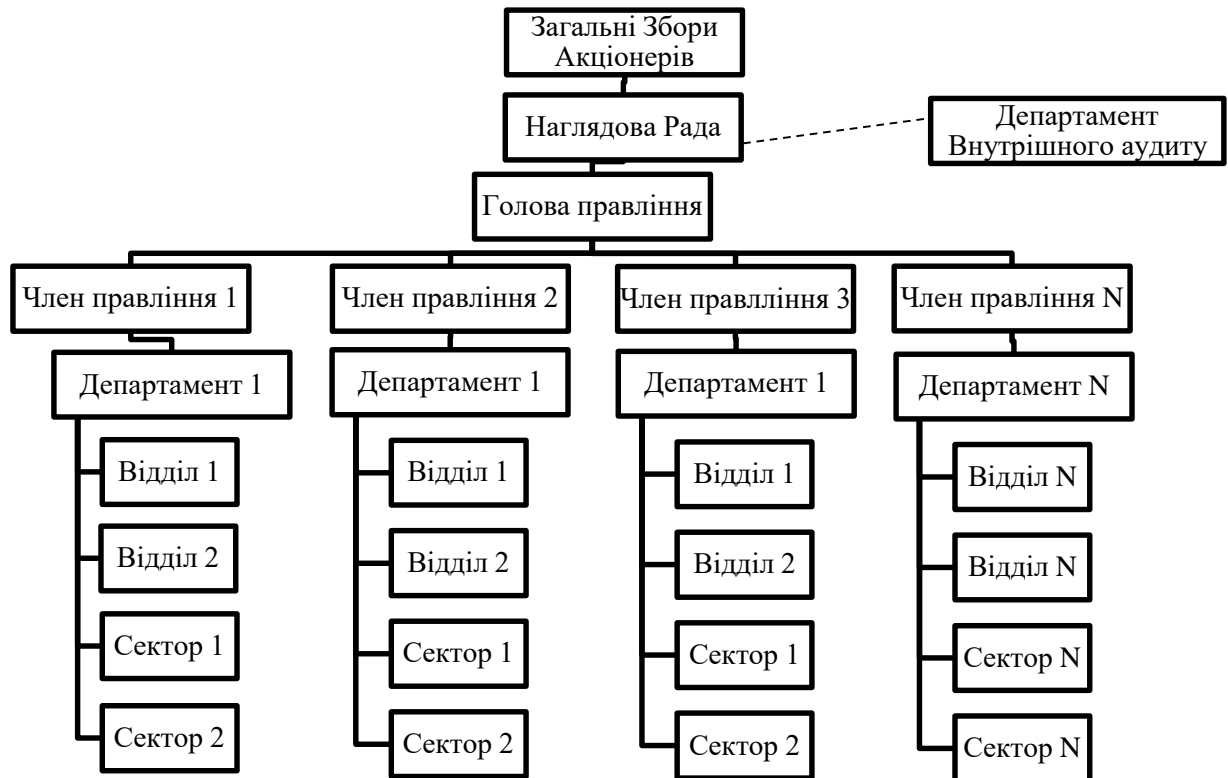 Загальні Збори
Акціонерів
Наглядова Рада
Департамент
Внутрішного аудиту
Голова правління
Член правління 1
Член правління 2
Член правлління 3
Член правління N
Департамент 1
Департамент 1
Департамент 1
Департамент N
Відділ 1
Відділ 1
Відділ 1
Відділ N
Відділ 2
Відділ 2
Відділ 2
Відділ N
Сектор 1
Сектор 1
Сектор 1
Сектор N
Сектор 2
Сектор 2
Сектор 2
Сектор N